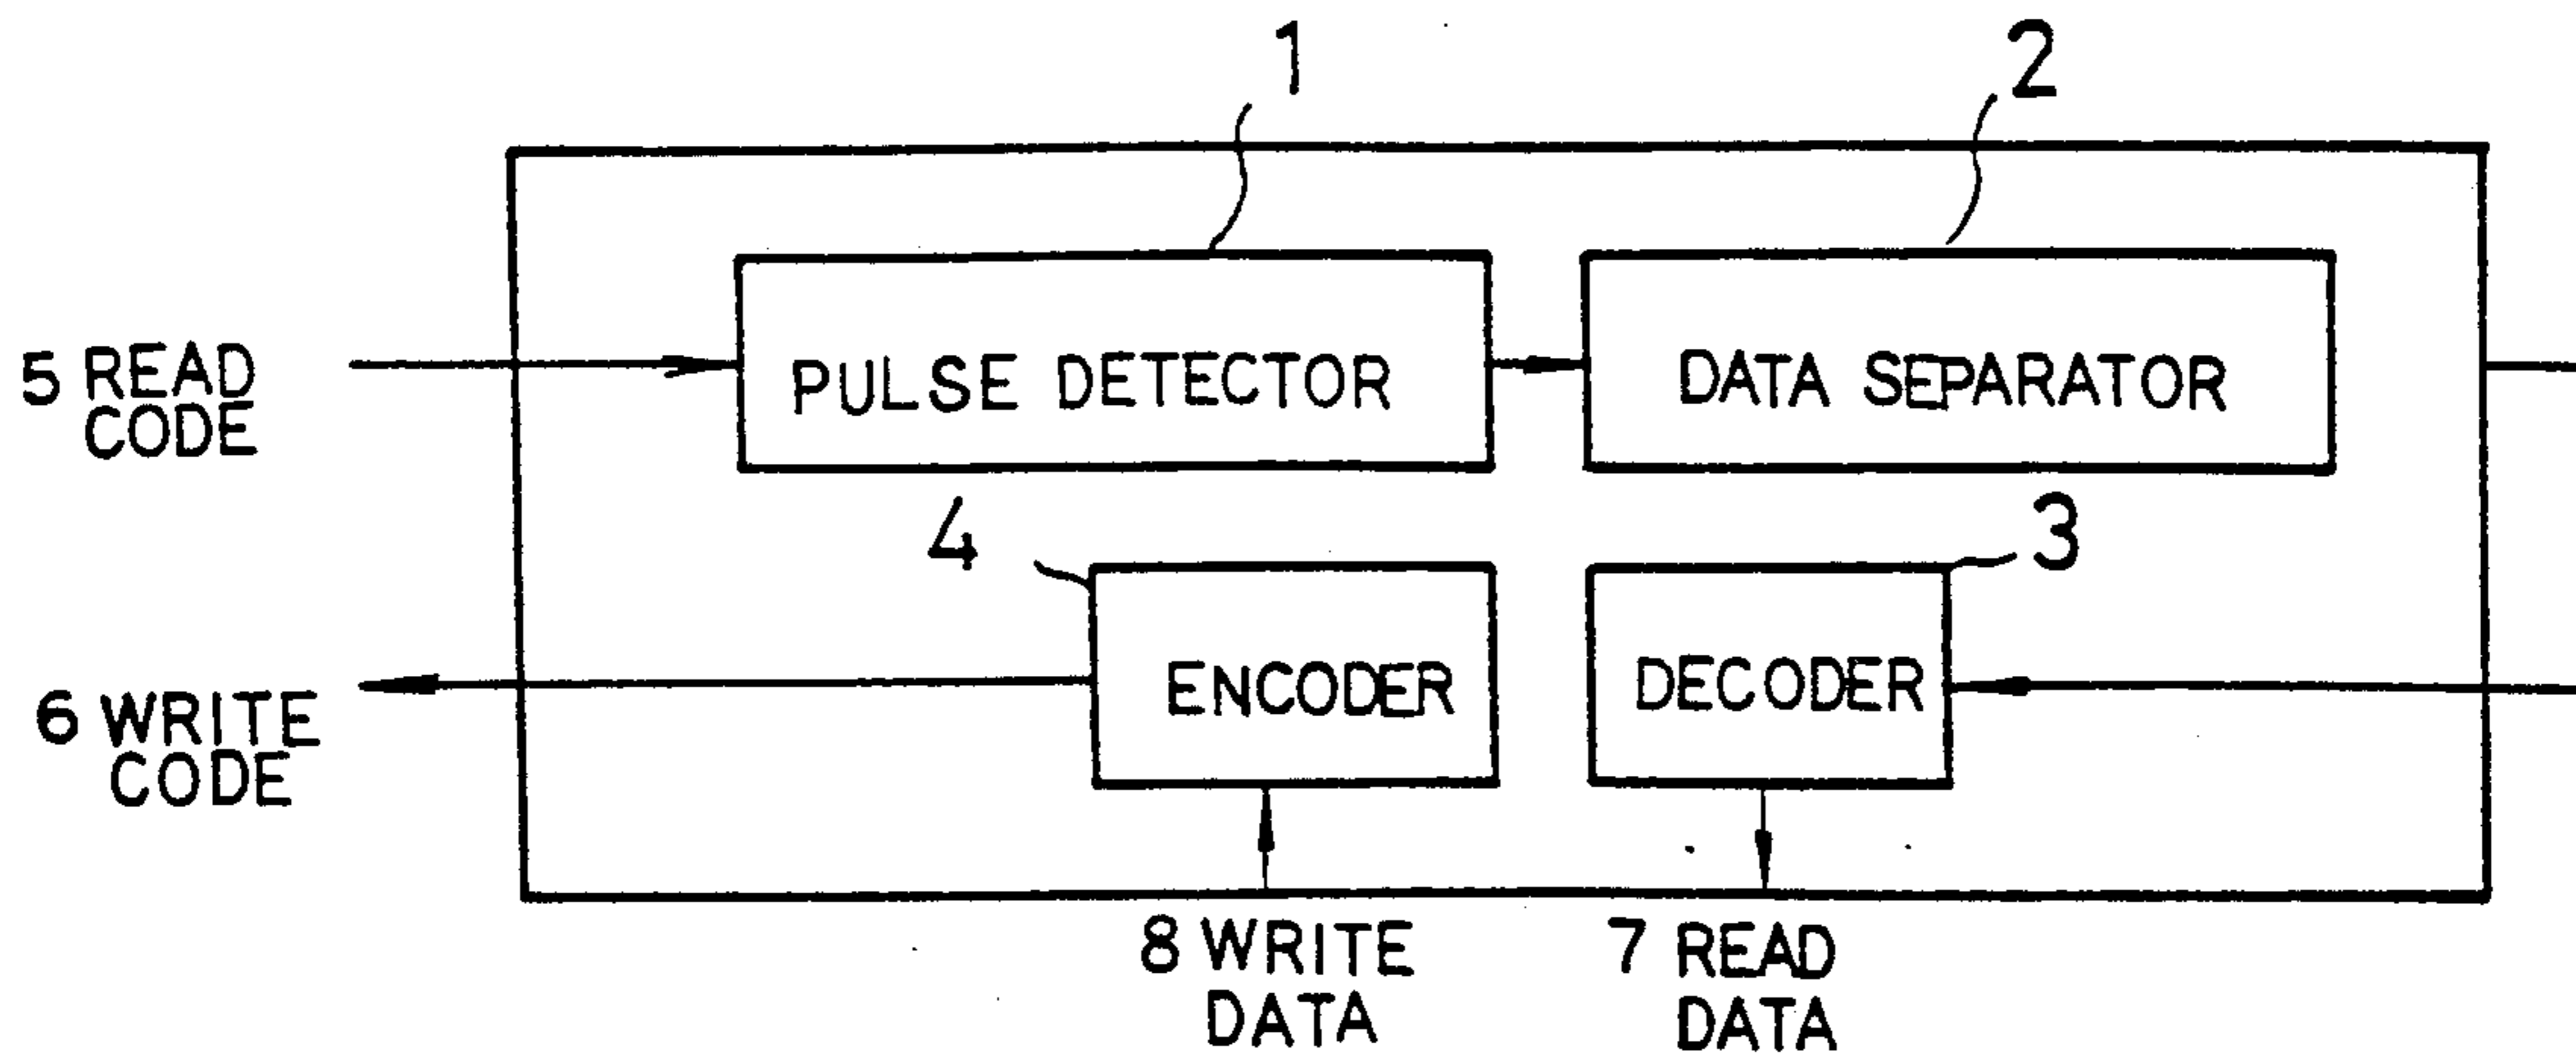 1
2
PULSE DETECTOR
DATA SEPARATOR
5 READ
CODE
4
3
ENCODER
DECODER
6 WRITE
CODE
8 WRITE
DATA
7 READ
DATA